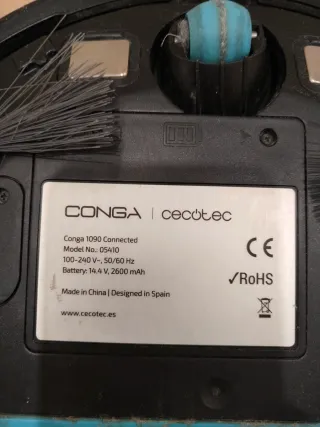 CONGA | cecotec
Conga 1090 Connected
Model No.: 05410
100-240 V~, 50/60 Hz
Battery: 14.4 V, 2600 mAh
CE
✓RoHS
Made in China | Designed in Spain
www.cecotec.es